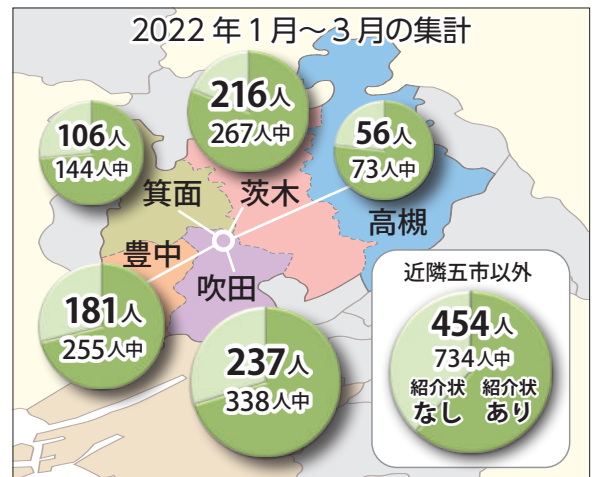 2022年1月～3月の集計
216人
267人中
106人
144人中
56人
73人中
箕面
茨木
高槻
豊中
吹田
181人
255人中
237人
338人中
近隣五市以外
454人
734人中
紹介状 紹介状
なし あり